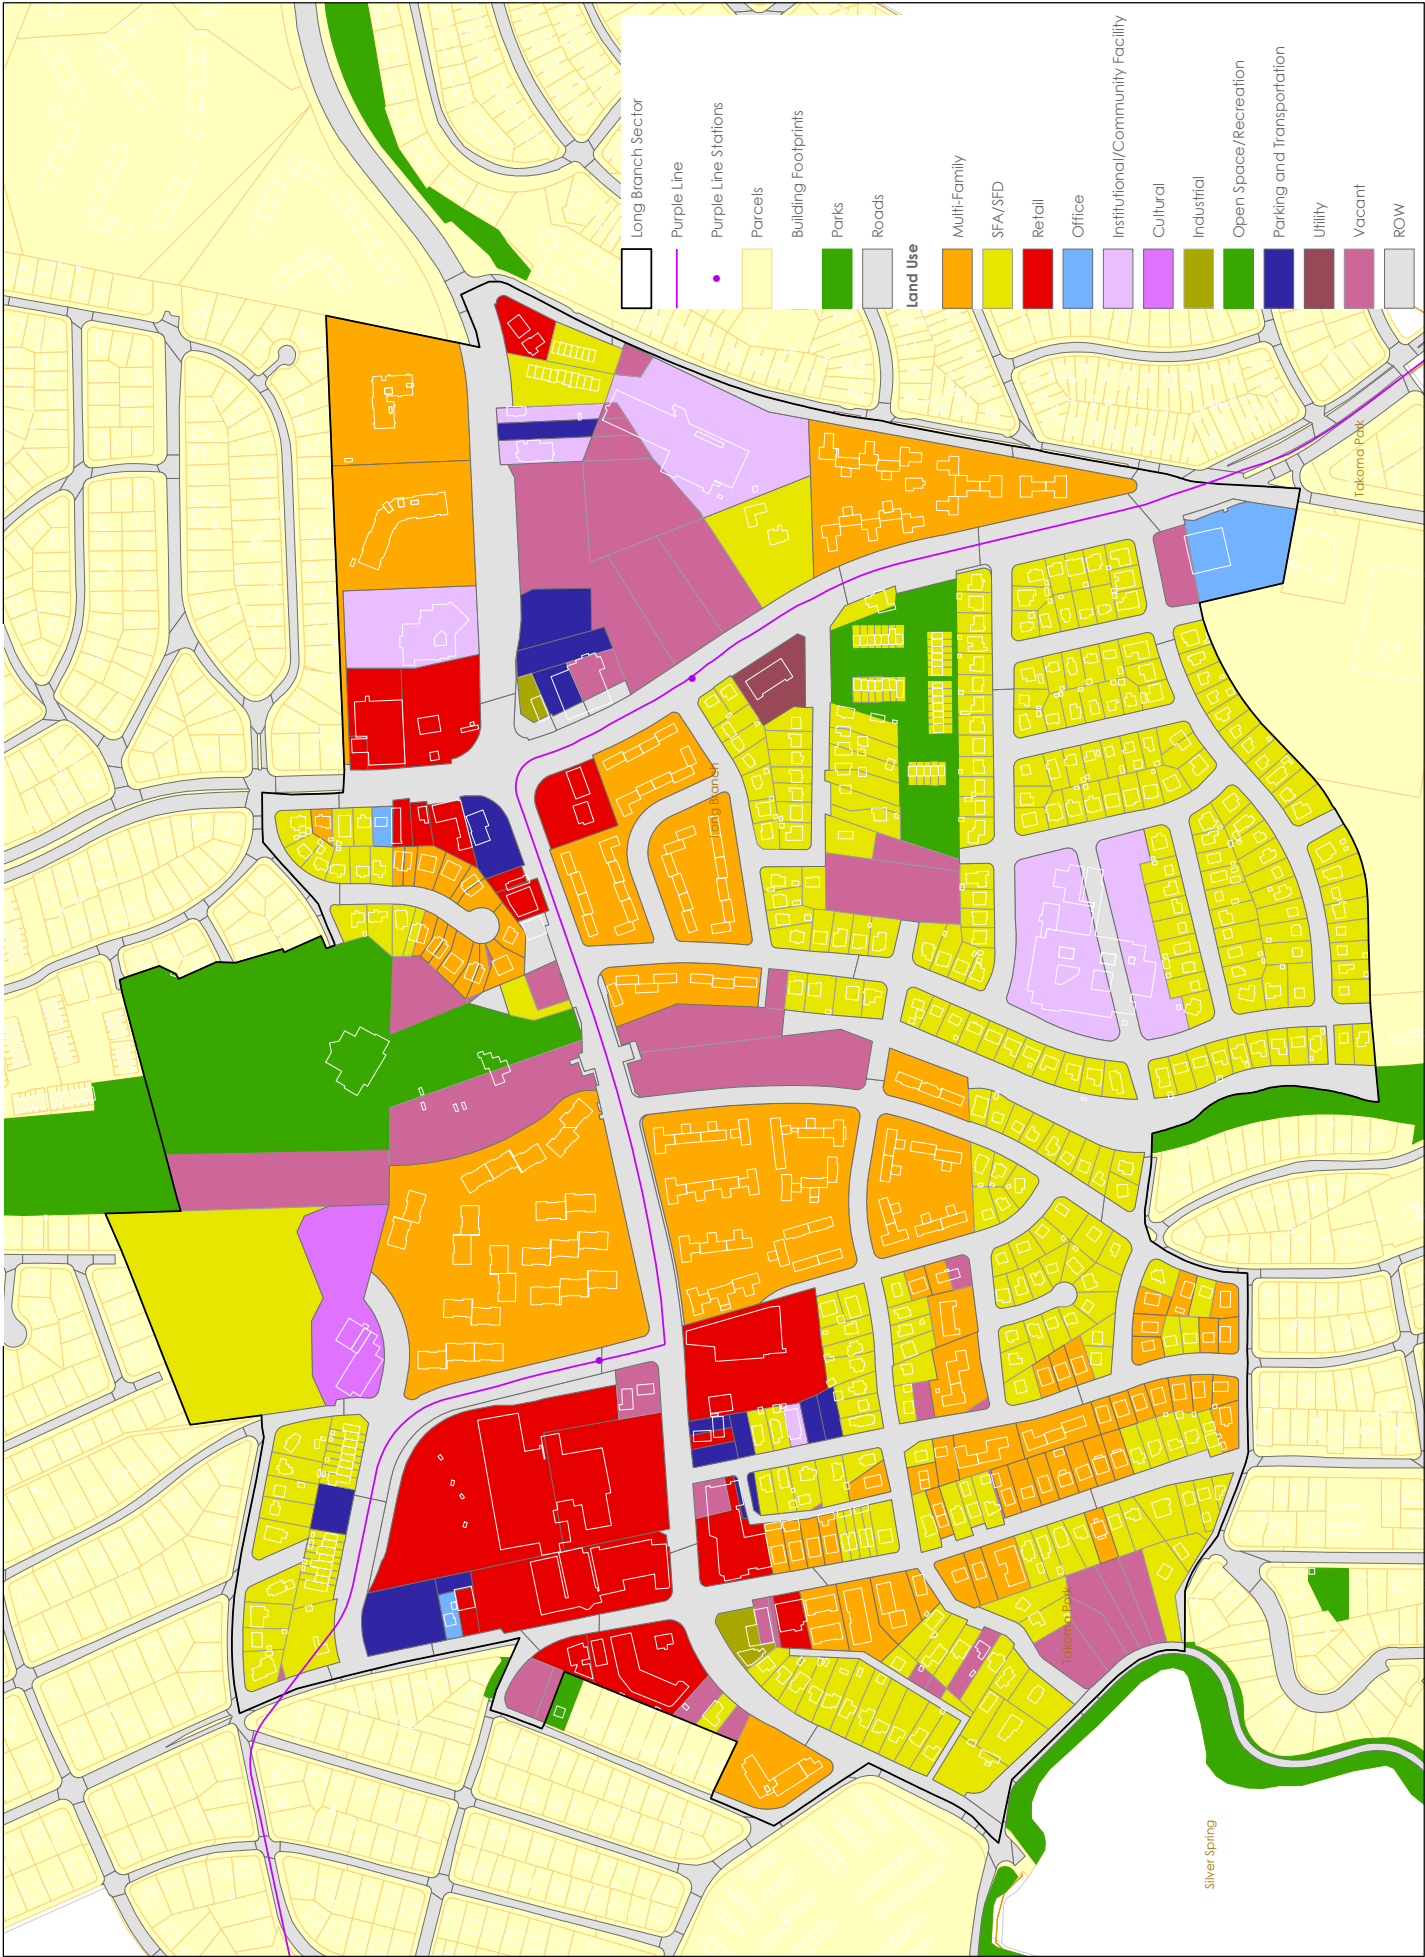 Long Branch Sector
Purple Line
Purple Line Stations
Parcels
Building Footprints
Parks
Roads
Land Use
Multi-Family
SFA/SFD
Retail
Office
Institutional/Community Facility
Cultural
Industrial
Open Space/Recreation
Parking and Transportation
Utility
Vacant
ROW
Takoma Park
Long Branch
Takoma Park
Silver Spring